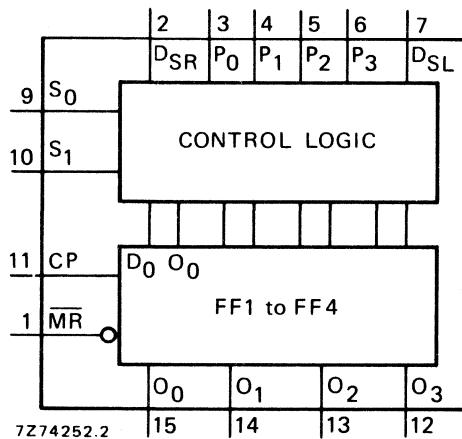 2 3 4 5 6 7
DSR P0 P1 P2 P3 DSL
9 S0
CONTROL LOGIC
10 S1
11 CP
D0 O0
FF1 to FF4
1 M̅R̅
O0 O1 O2 O3
7Z74252.2
15 14 13 12